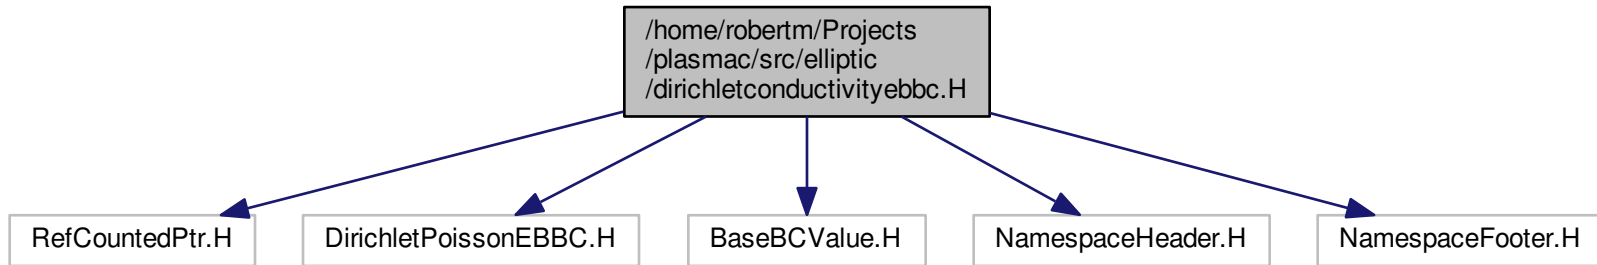 /home/robertm/Projects
/plasmac/src/elliptic
/dirichletconductivityebbc.H
RefCountedPtr.H
DirichletPoissonEBBC.H
BaseBCValue.H
NamespaceHeader.H
NamespaceFooter.H